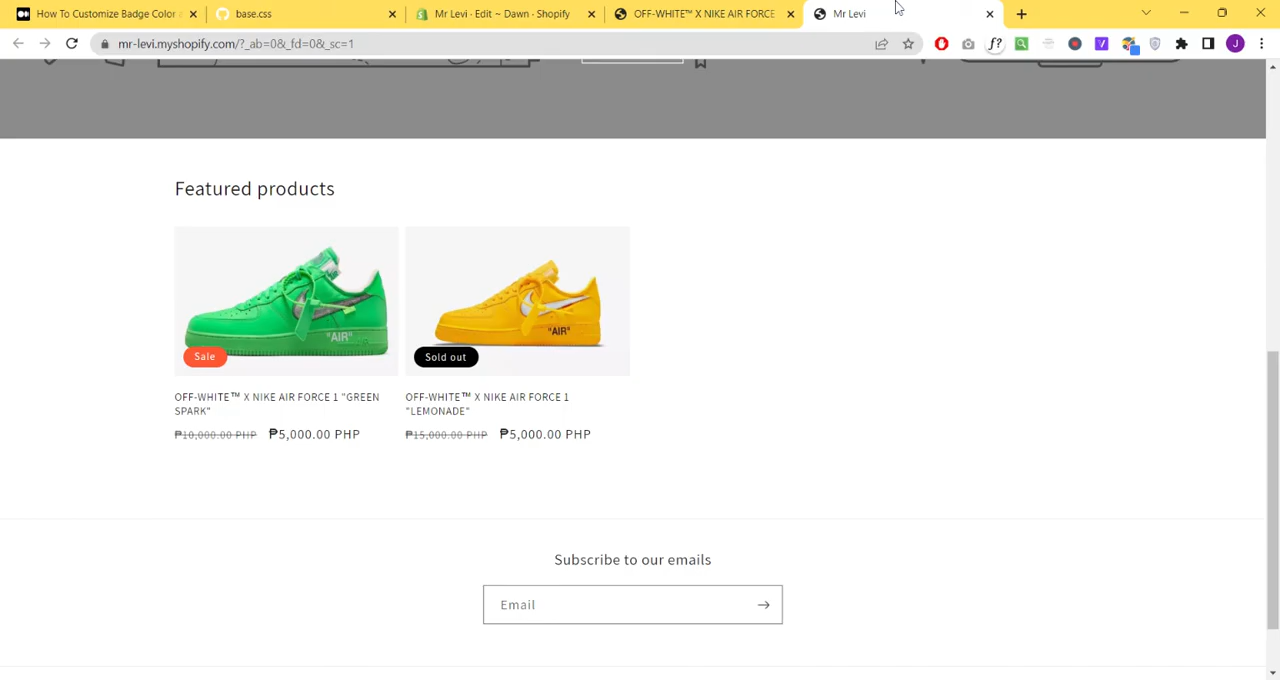 How To Customize Badge Color
base.css
Mr Levi · Edit ~ Dawn · Shopify
OFF-WHITE™ X NIKE AIR FORCE
Mr Levi
mr-levi.myshopify.com/?_ab=0&_fd=0&_sc=1
f?
J
Featured products
"AIR"
"AIR"
Sale
Sold out
OFF-WHITE™ X NIKE AIR FORCE 1 "GREEN
SPARK"
OFF-WHITE™ X NIKE AIR FORCE 1
"LEMONADE"
₱10,000.00 PHP ₱5,000.00 PHP
₱15,000.00 PHP ₱5,000.00 PHP
Subscribe to our emails
Email